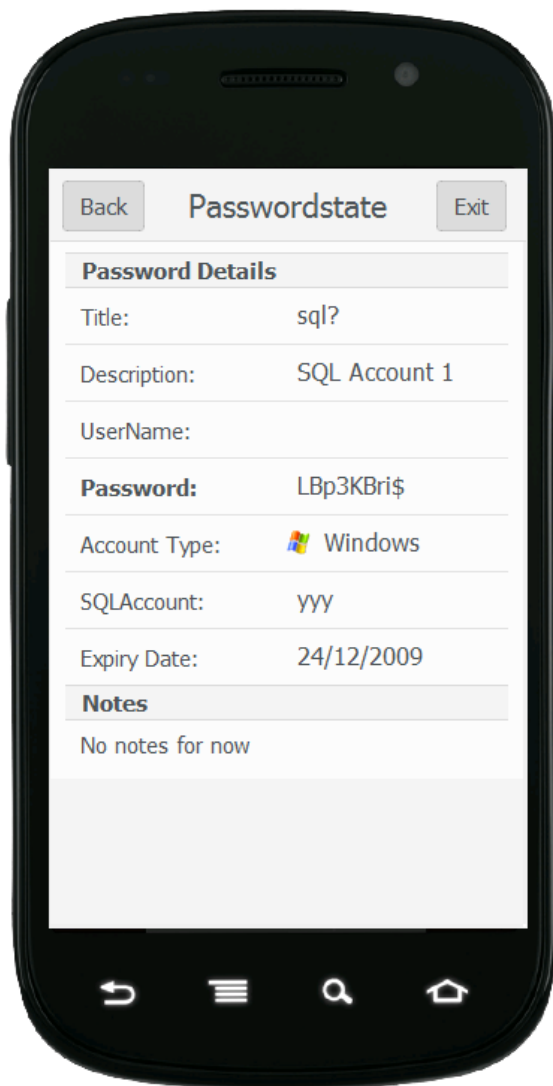 Back Passwordstate Exit
Password Details
Title: sql?
Description: SQL Account 1
UserName:
Password: LBp3KBri$
Account Type: Windows
SQLAccount: yyy
Expiry Date: 24/12/2009
Notes
No notes for now